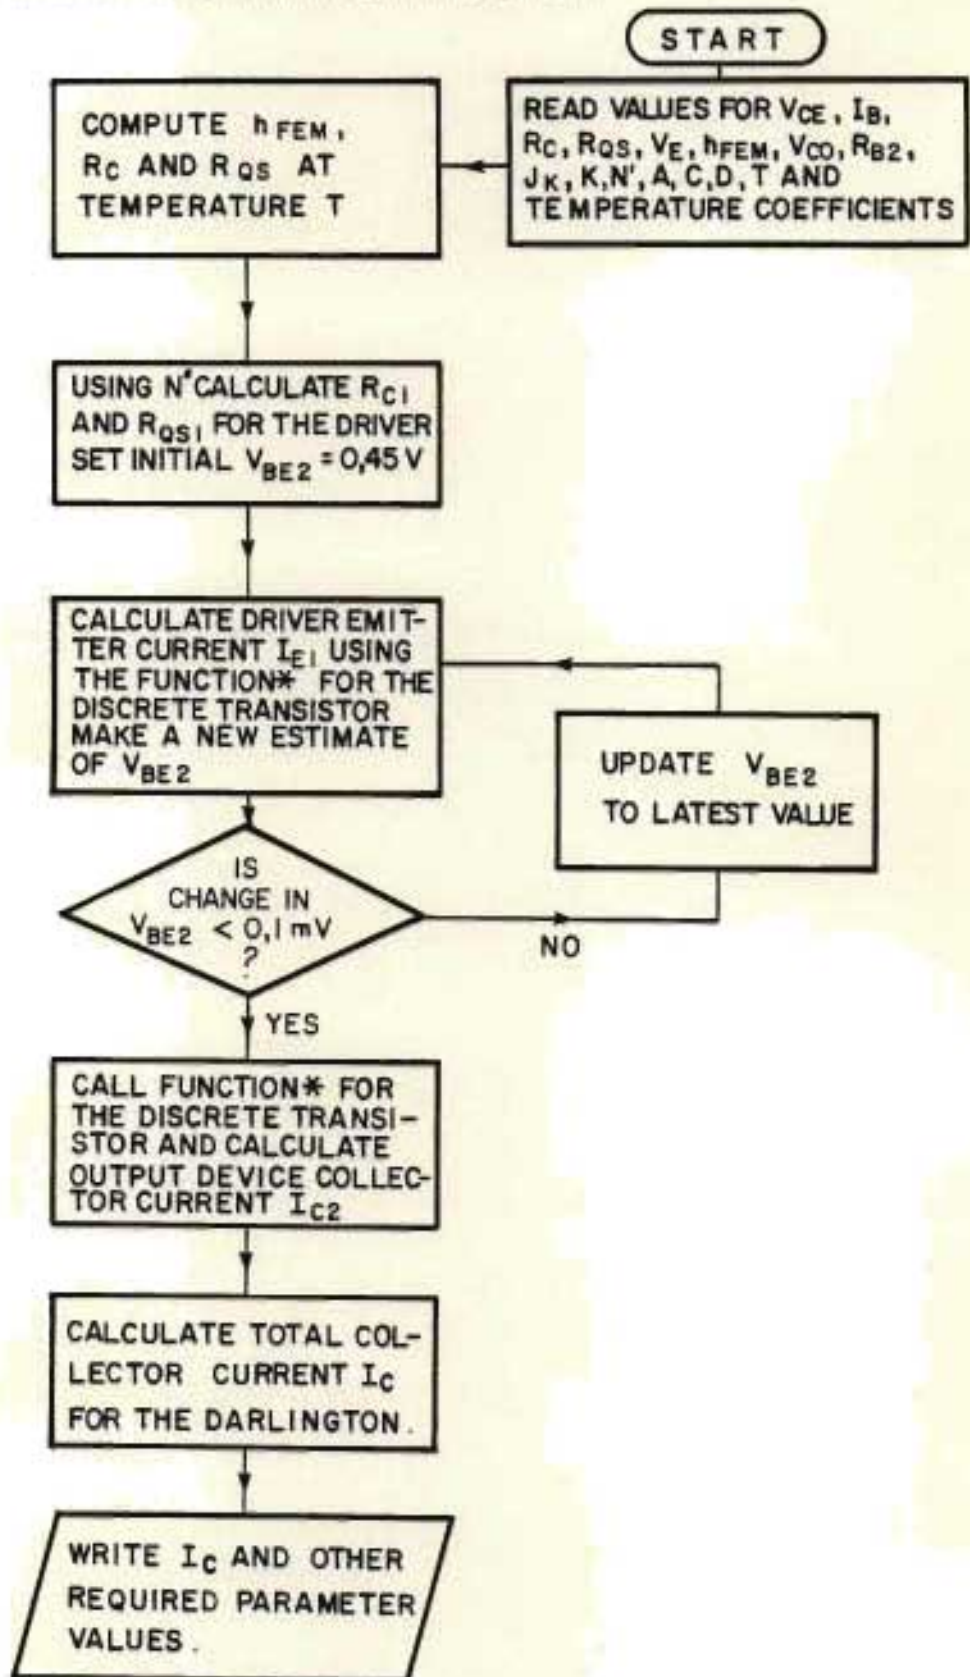 START
READ VALUES FOR VCE, IB,
RC, RQS, VE, hFEM, VCO, RB2,
JK, K, N', A, C, D, T AND
TEMPERATURE COEFFICIENTS
COMPUTE hFEM,
RC AND RQS AT
TEMPERATURE T
USING N' CALCULATE RC1
AND RQS1 FOR THE DRIVER
SET INITIAL VBE2 = 0,45 V
CALCULATE DRIVER EMIT-
TER CURRENT IE1 USING
THE FUNCTION* FOR THE
DISCRETE TRANSISTOR
MAKE A NEW ESTIMATE
OF VBE2
UPDATE VBE2
TO LATEST VALUE
IS
CHANGE IN
VBE2 < 0,1 mV
?
NO
YES
CALL FUNCTION* FOR
THE DISCRETE TRANSI-
STOR AND CALCULATE
OUTPUT DEVICE COLLEC-
TOR CURRENT IC2
CALCULATE TOTAL COL-
LECTOR CURRENT IC
FOR THE DARLINGTON.
WRITE IC AND OTHER
REQUIRED PARAMETER
VALUES.